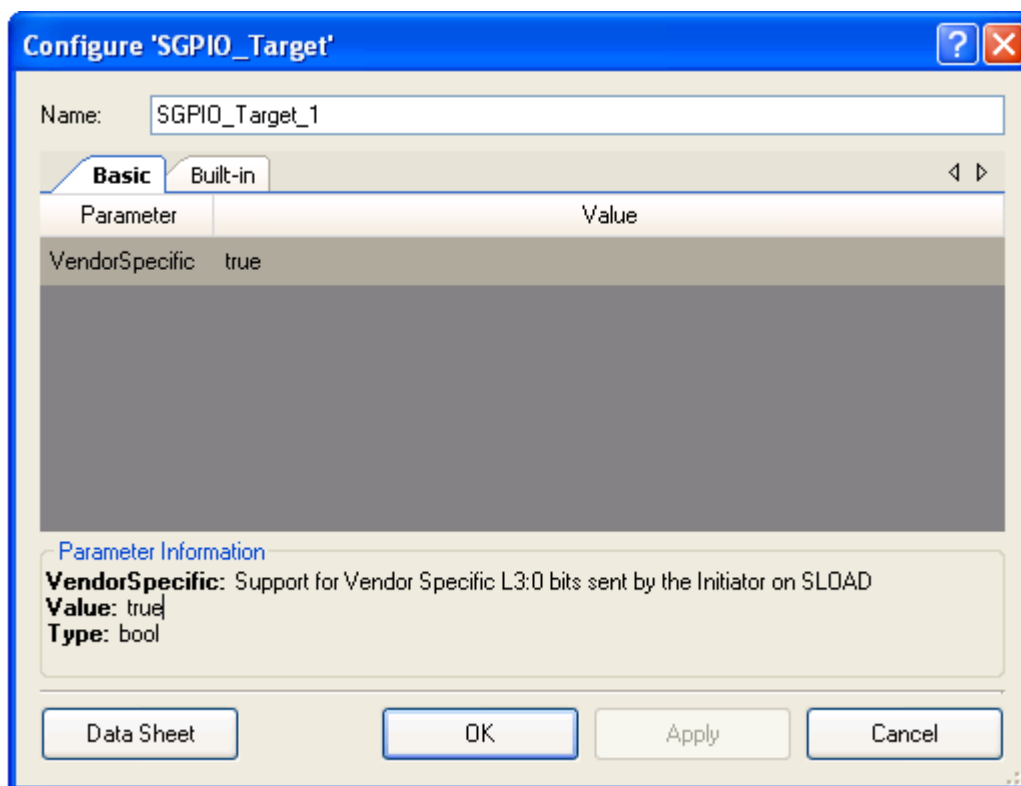 Configure 'SGPIO_Target'
Name: SGPIO_Target_1
Basic Built-in
Parameter Value
VendorSpecific true
Parameter Information
VendorSpecific: Support for Vendor Specific L3:0 bits sent by the Initiator on SLOAD
Value: true
Type: bool
Data Sheet OK Apply Cancel